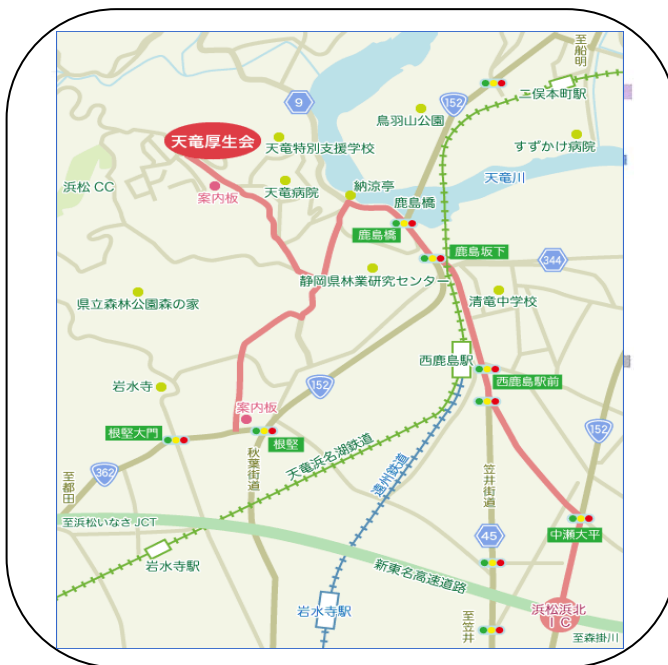 至船明
二俣本町駅
9
152
鳥羽山公園
天竜厚生会
天竜特別支援学校
すずかけ病院
浜松CC
案内板
天竜病院
納涼亭
鹿島橋
天竜川
鹿島橋
鹿島坂下
344
静岡県林業研究センター
清竜中学校
県立森林公園森の家
西鹿島駅
西鹿島駅前
岩水寺
152
案内板
152
根堅大門
根堅
362
至都田
秋葉街道
天竜浜名湖鉄道
遠州鉄道
笠井街道
至浜松いなさJCT
45
中瀬大平
岩水寺駅
新東名高速道路
岩水寺駅
至笠井
浜松浜北
IC
至森掛川